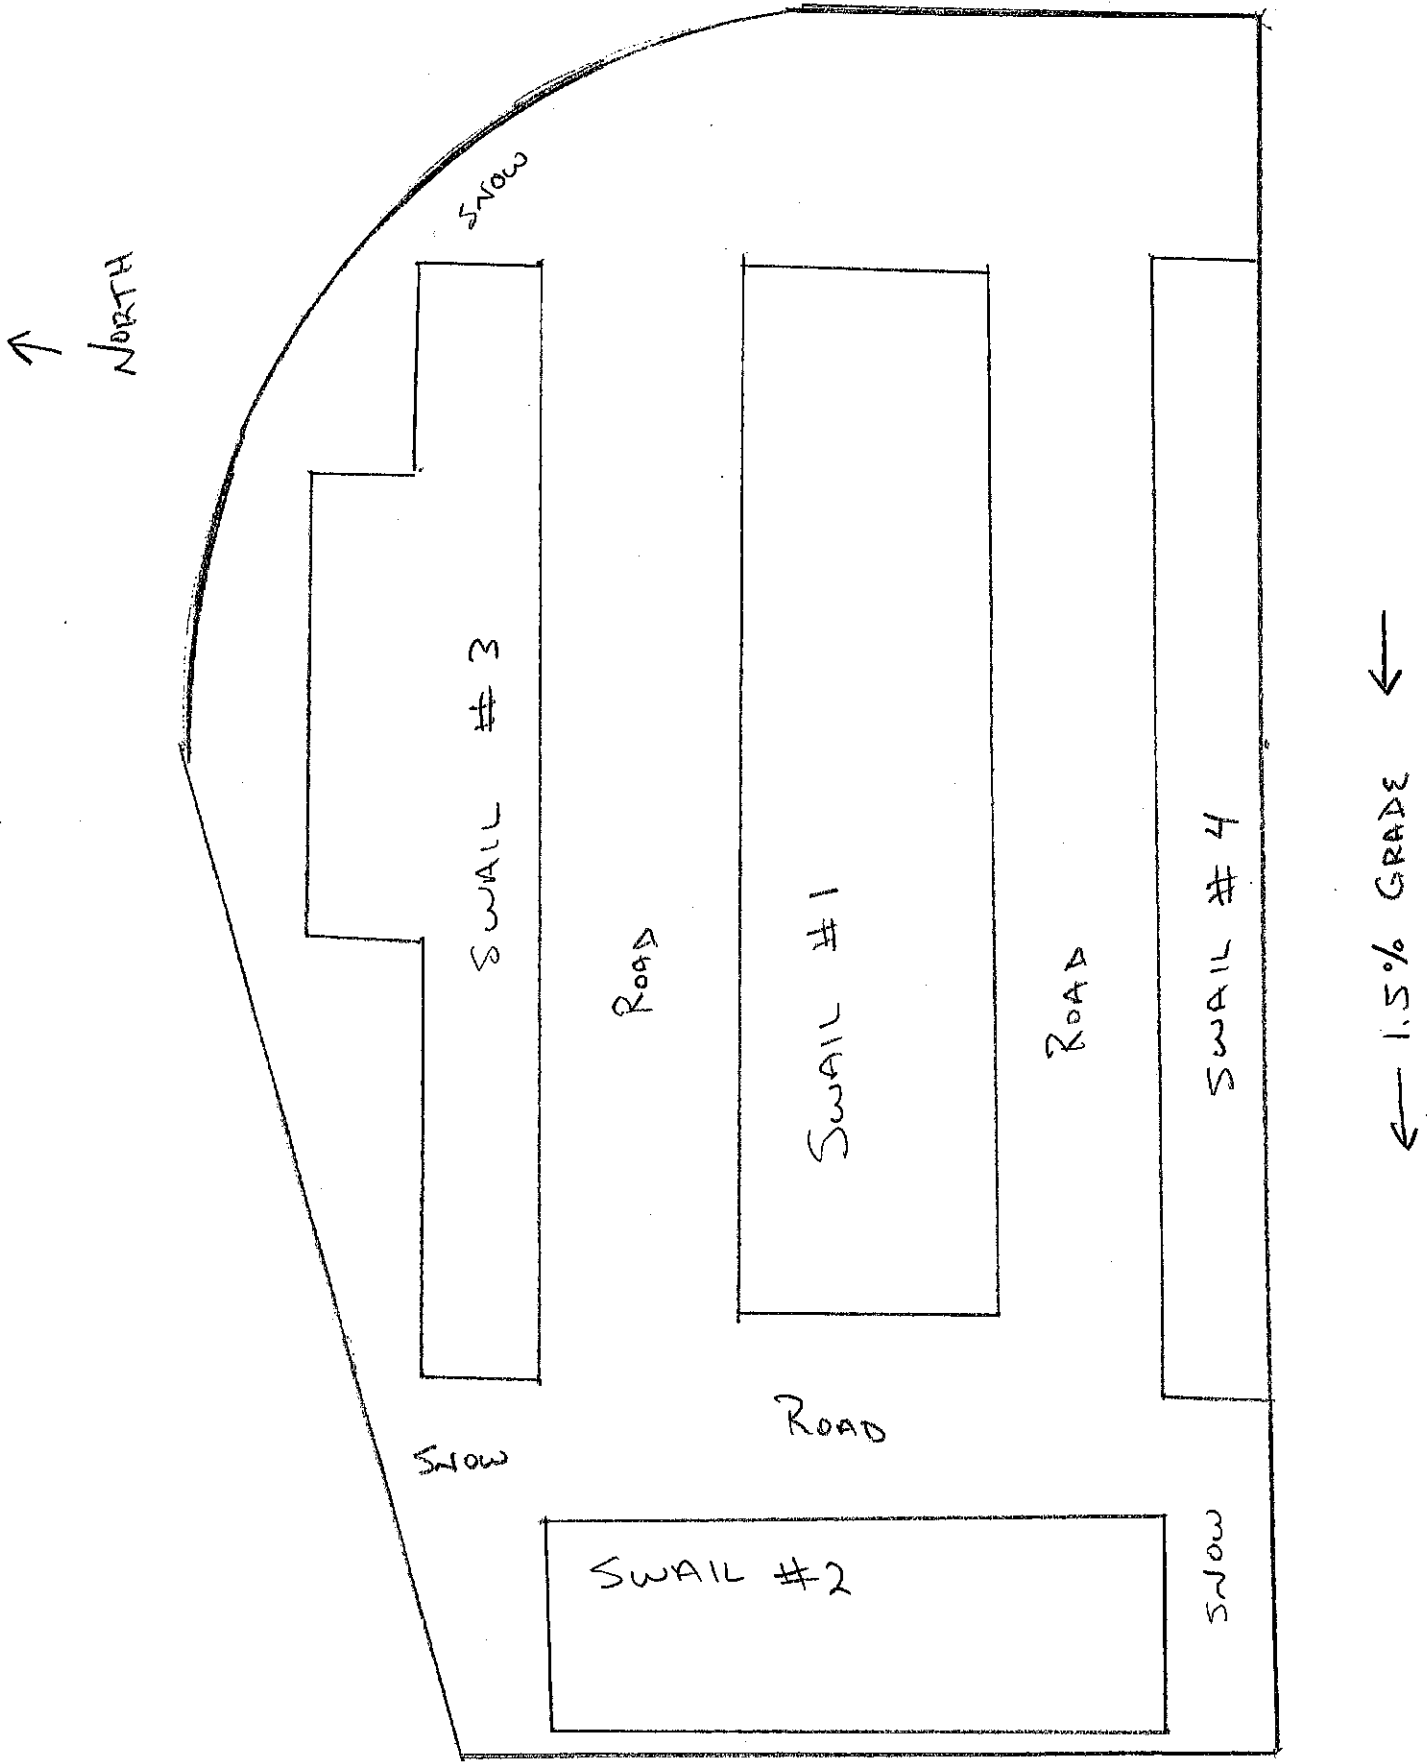 ↑
NORTH
SNOW
SWAIL # 3
ROAD
SWAIL #1
ROAD
SWAIL # 4
← 1.5% GRADE ←
SNOW
ROAD
SWAIL #2
SNOW